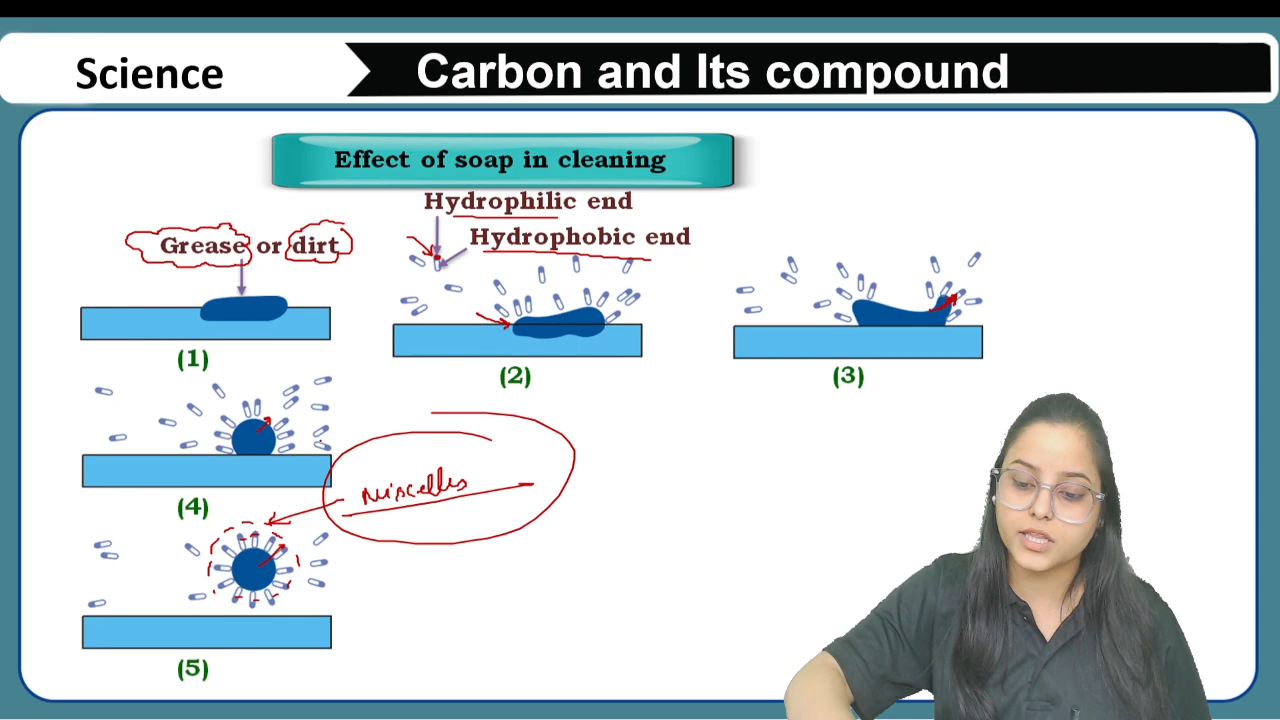 Science
Carbon and Its compound
Effect of soap in cleaning
Hydrophilic end
Hydrophobic end
Grease or dirt
(1)
(2)
(3)
(4)
miscelles
(5)